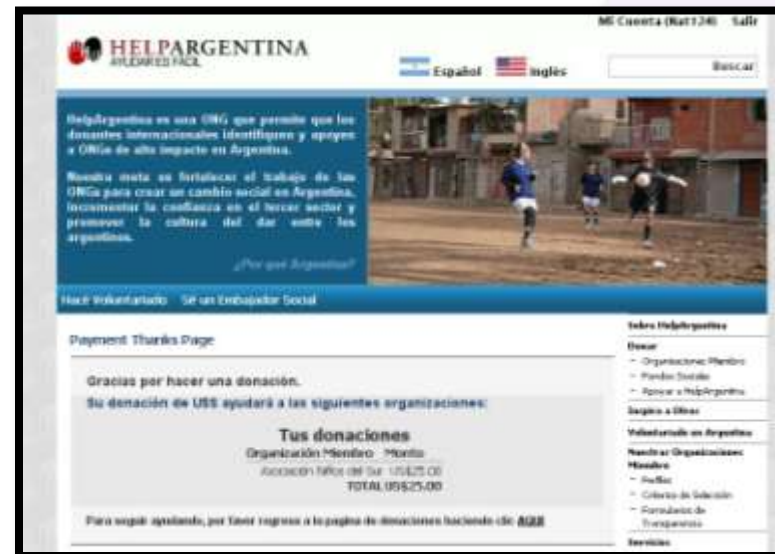 Mi Cuenta (Nat124) Salir
HELPARGENTINA
AYUDAR ES FÁCIL
Español Inglés
Buscar
HelpArgentina es una ONG que permite que los
donantes internacionales identifiquen y apoyen
a ONGs de alto impacto en Argentina.
Nuestra meta es fortalecer el trabajo de las
ONGs para crear un cambio social en Argentina,
incrementar la confianza en el tercer sector y
promover la cultura del dar entre los
argentinos.
¿Por qué Argentina?
Hacé Voluntariado Sé un Embajador Social
Payment Thanks Page
Gracias por hacer una donación.
Su donación de US$ ayudará a las siguientes organizaciones:
Tus donaciones
Organización Miembro Monto
Asociación Niños del Sur US$25.00
TOTAL US$25.00
Para seguir ayudando, por favor regrese a la pagina de donaciones haciendo clic AQUI
Sobre HelpArgentina
Donar
- Organizaciones Miembro
- Fondos Sociales
- Apoyar a HelpArgentina
Inspire a Otros
Voluntariado en Argentina
Nuestras Organizaciones
Miembro
- Perfiles
- Criterios de Selección
- Formularios de
Transparencia
Servicios